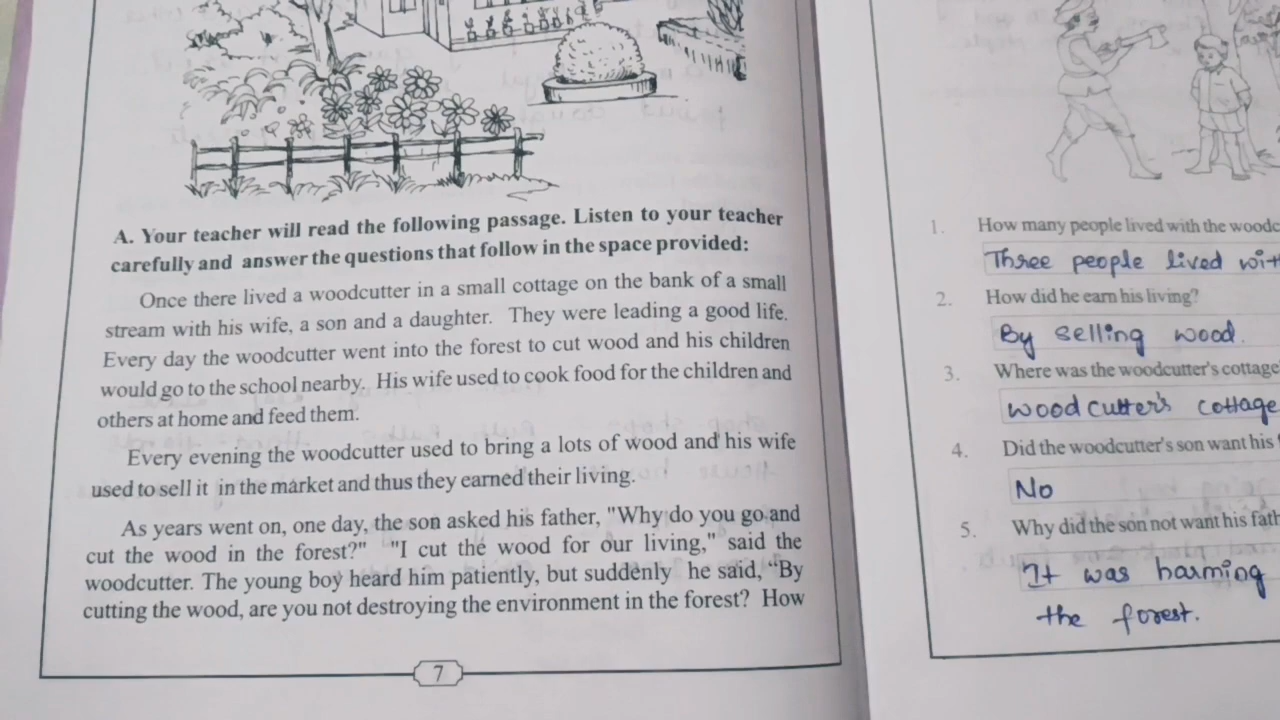 A. Your teacher will read the following passage. Listen to your teacher
carefully and answer the questions that follow in the space provided:
Once there lived a woodcutter in a small cottage on the bank of a small
stream with his wife, a son and a daughter. They were leading a good life.
Every day the woodcutter went into the forest to cut wood and his children
would go to the school nearby. His wife used to cook food for the children and
others at home and feed them.
Every evening the woodcutter used to bring a lots of wood and his wife
used to sell it in the market and thus they earned their living.
As years went on, one day, the son asked his father, "Why do you go and
cut the wood in the forest?" "I cut the wood for our living," said the
woodcutter. The young boy heard him patiently, but suddenly he said, “By
cutting the wood, are you not destroying the environment in the forest? How
7
1. How many people lived with the
Three people lived
2. How did he earn his living?
By selling wood.
3. Where was the woodcutter's cottage
Woodcutter's cottage
4. Did the woodcutter's son want his
No
5. Why did the son not want his
It was harming
the forest.